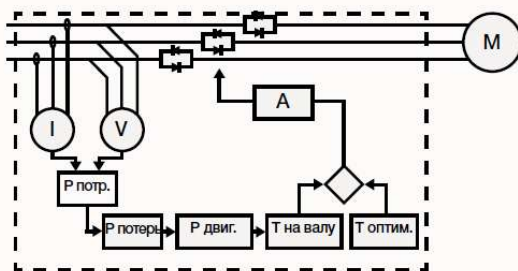 M
A
I
V
P потр.
P потерь
P двиг.
T на валу
T оптим.